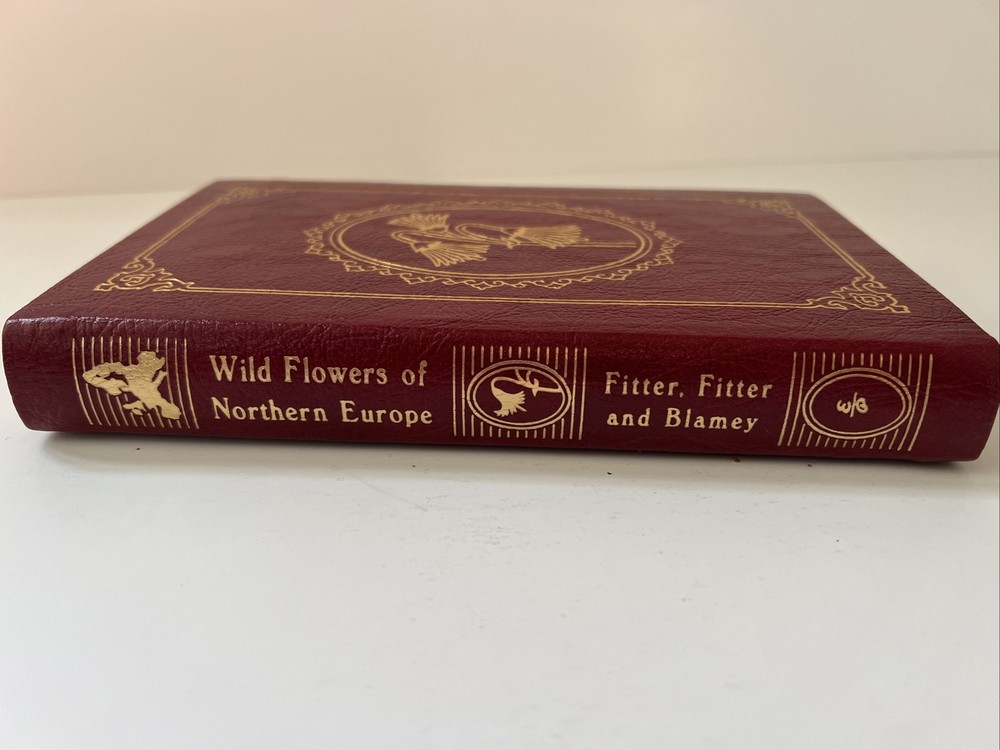 Wild Flowers of
Northern Europe
Fitter, Fitter
and Blamey